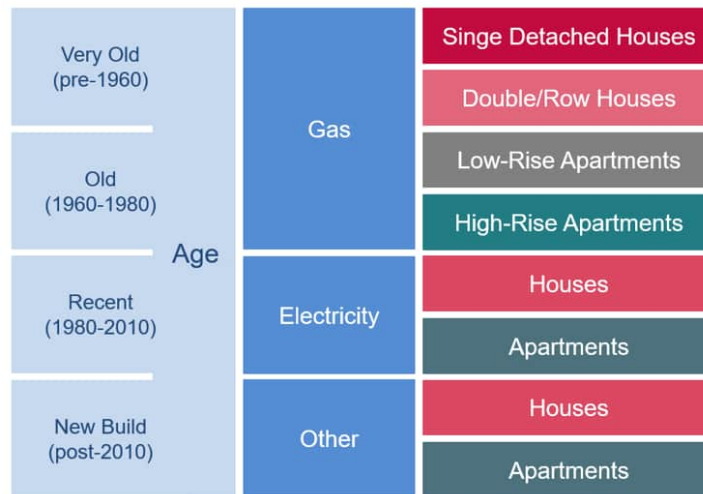 Very Old
(pre-1960)
Old
(1960-1980)
Recent
(1980-2010)
New Build
(post-2010)
Age
Gas
Electricity
Other
Singe Detached Houses
Double/Row Houses
Low-Rise Apartments
High-Rise Apartments
Houses
Apartments
Houses
Apartments